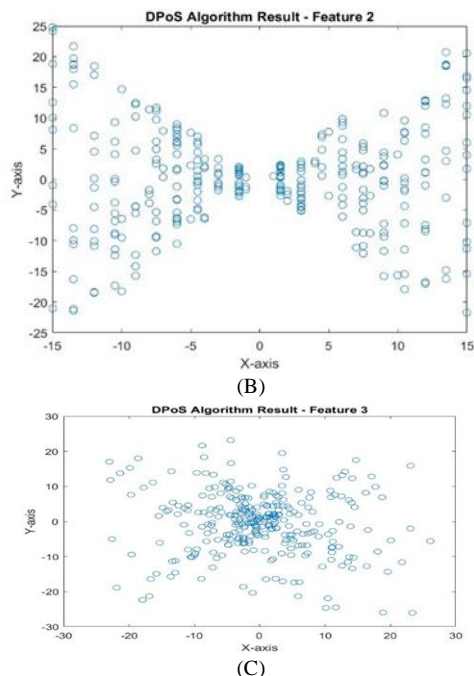 DPoS Algorithm Result - Feature 2
25
20
15
10
5
0
-5
-10
-15
-20
-25
Y-axis
-15 -10 -5 0 5 10 15
X-axis
(B)
DPoS Algorithm Result - Feature 3
30
20
10
0
-10
-20
-30
Y-axis
-30 -20 -10 0 10 20 30
X-axis
(C)